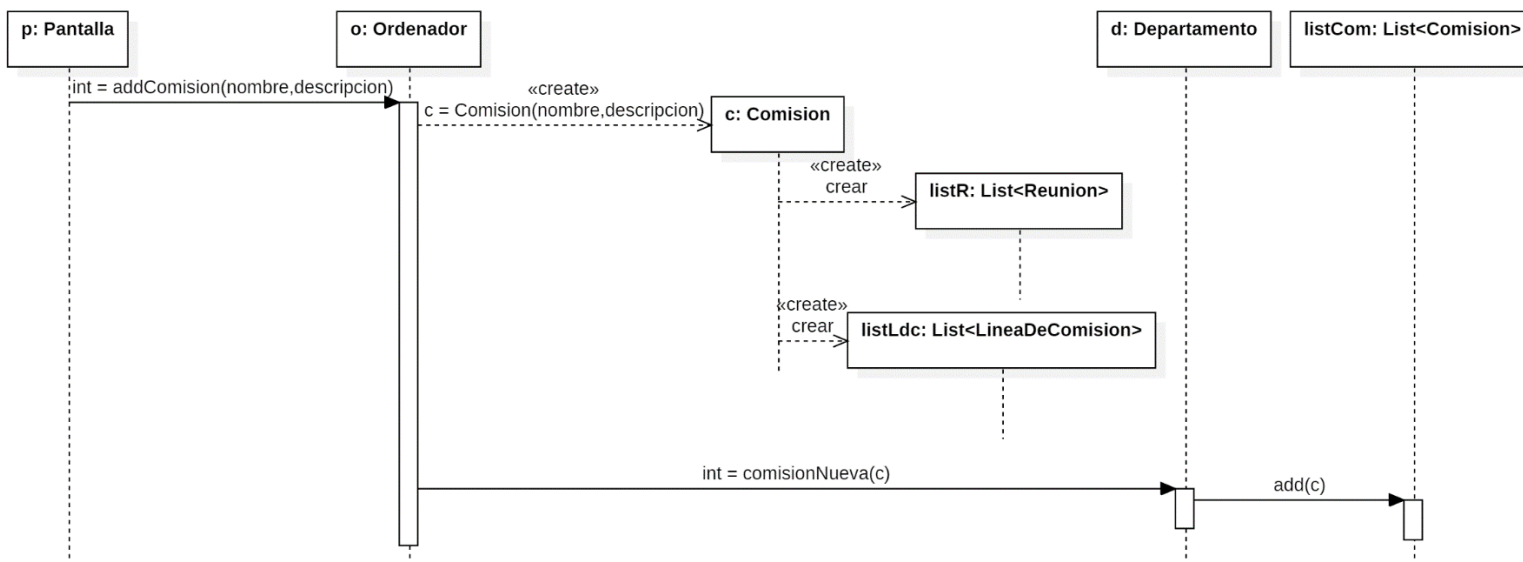 p: Pantalla
o: Ordenador
d: Departamento
listCom: List<Comision>
int = addComision(nombre,descripcion)
«create»
c = Comision(nombre,descripcion)
c: Comision
«create»
crear
listR: List<Reunion>
«create»
crear
listLdc: List<LineaDeComision>
int = comisionNueva(c)
add(c)